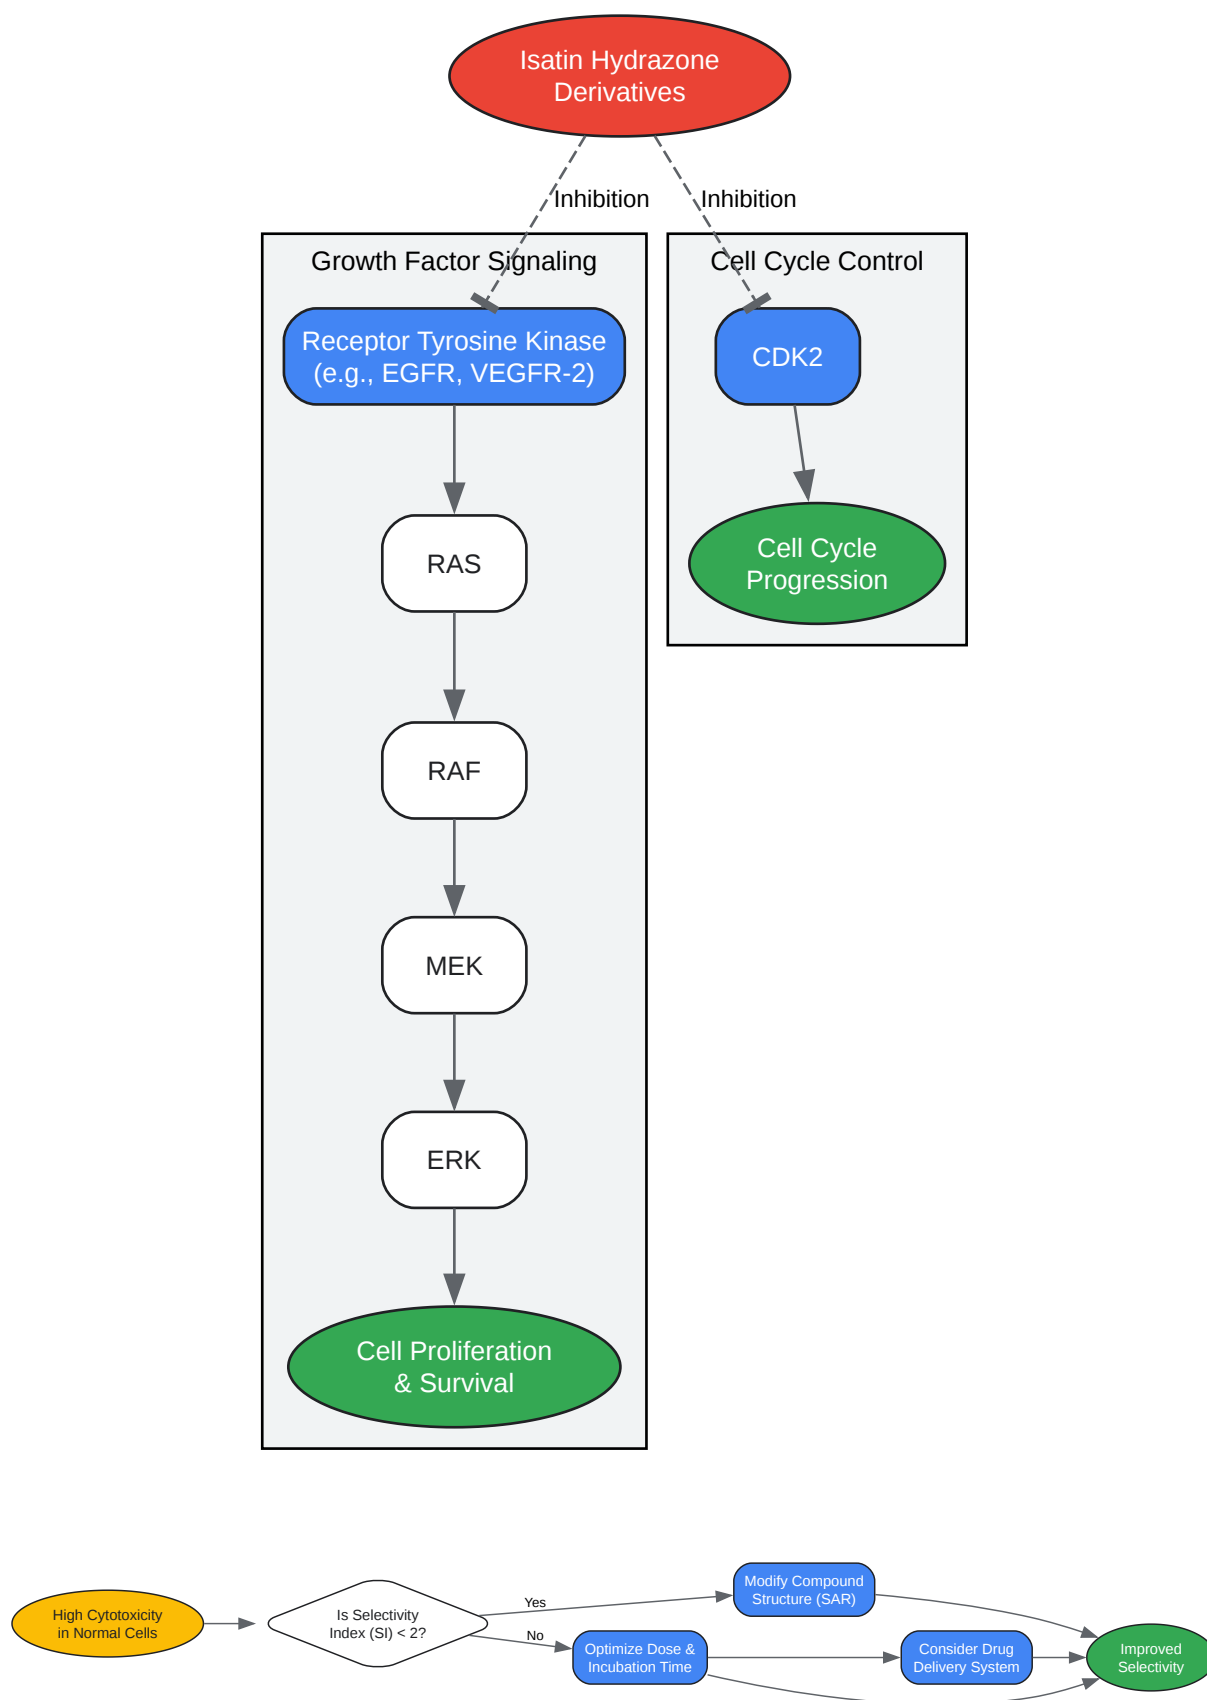 Isatin Hydrazone
Derivatives
Inhibition
Inhibition
Growth Factor Signaling
Cell Cycle Control
Receptor Tyrosine Kinase
(e.g., EGFR, VEGFR-2)
CDK2
RAS
Cell Cycle
Progression
RAF
MEK
ERK
Cell Proliferation
& Survival
High Cytotoxicity
in Normal Cells
Is Selectivity
Index (SI) < 2?
Yes
No
Modify Compound
Structure (SAR)
Optimize Dose &
Incubation Time
Consider Drug
Delivery System
Improved
Selectivity